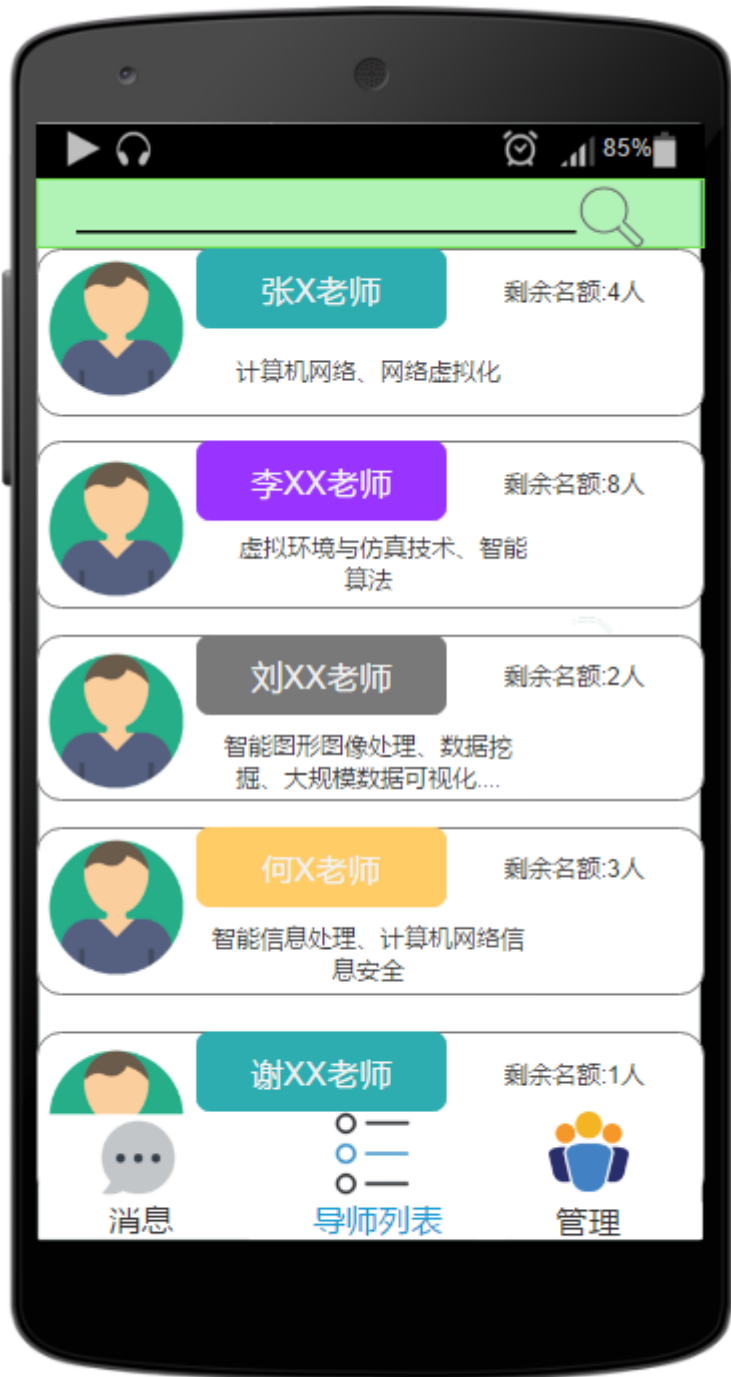 85%
张X老师
剩余名额:4人
计算机网络、网络虚拟化
李XX老师
剩余名额:8人
虚拟环境与仿真技术、智能
算法
刘XX老师
剩余名额:2人
智能图形图像处理、数据挖
掘、大规模数据可视化....
何X老师
剩余名额:3人
智能信息处理、计算机网络信
息安全
谢XX老师
剩余名额:1人
消息
导师列表
管理